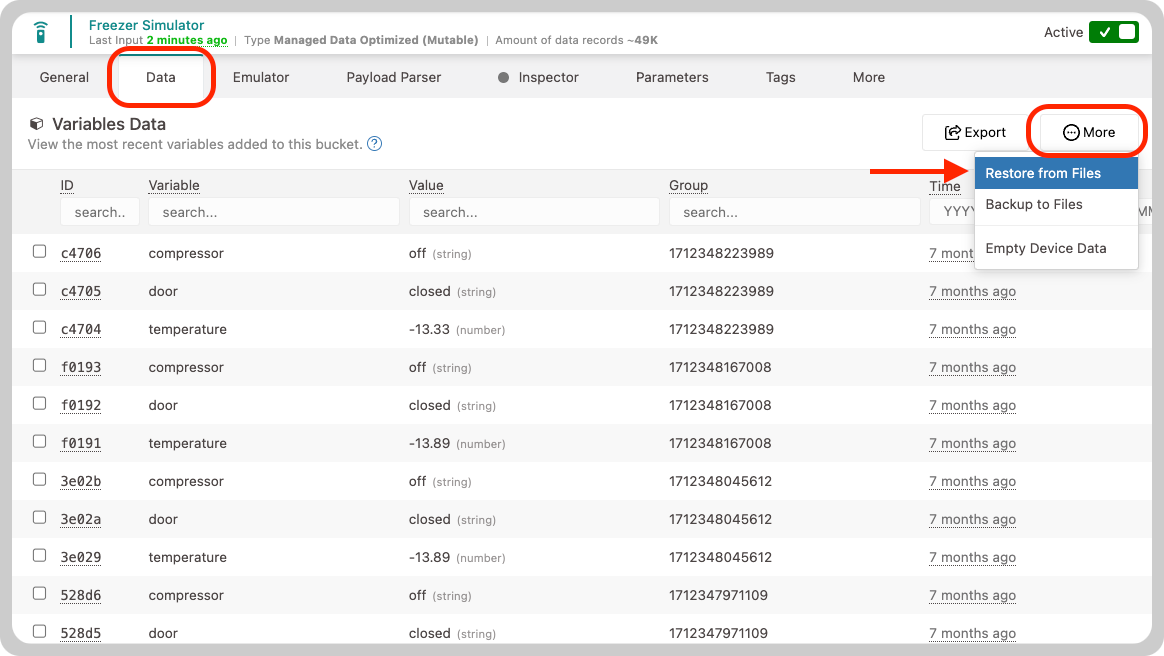 Freezer Simulator
Last Input 2 minutes ago | Type Managed Data Optimized (Mutable) | Amount of data records ~49K
Active
General Data Emulator Payload Parser Inspector Parameters Tags More
Variables Data
View the most recent variables added to this bucket. ?
Export More
Restore from Files
Backup to Files
Empty Device Data
ID Variable Value Group Time
search.. search... search... search...
c4706 compressor off (string) 1712348223989 7
c4705 door closed (string) 1712348223989 7 months ago
c4704 temperature -13.33 (number) 1712348223989 7 months ago
f0193 compressor off (string) 1712348167008 7 months ago
f0192 door closed (string) 1712348167008 7 months ago
f0191 temperature -13.89 (number) 1712348167008 7 months ago
3e02b compressor off (string) 1712348045612 7 months ago
3e02a door closed (string) 1712348045612 7 months ago
3e029 temperature -13.89 (number) 1712348045612 7 months ago
528d6 compressor off (string) 1712347971109 7 months ago
528d5 door closed (string) 1712347971109 7 months ago